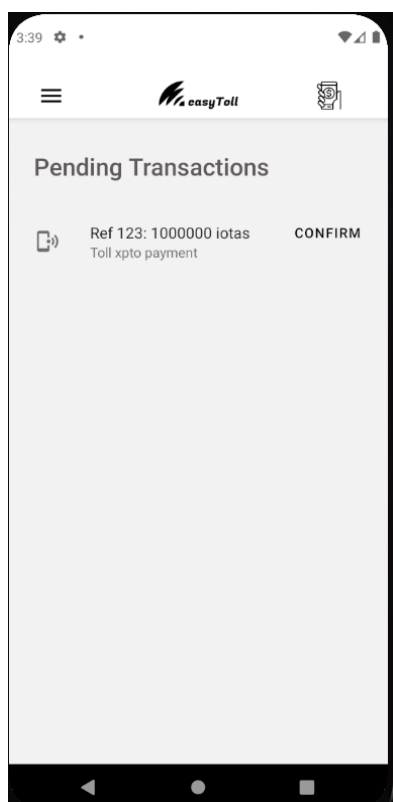 3:39
easyToll
Pending Transactions
Ref 123: 1000000 iotas
CONFIRM
Toll xpto payment